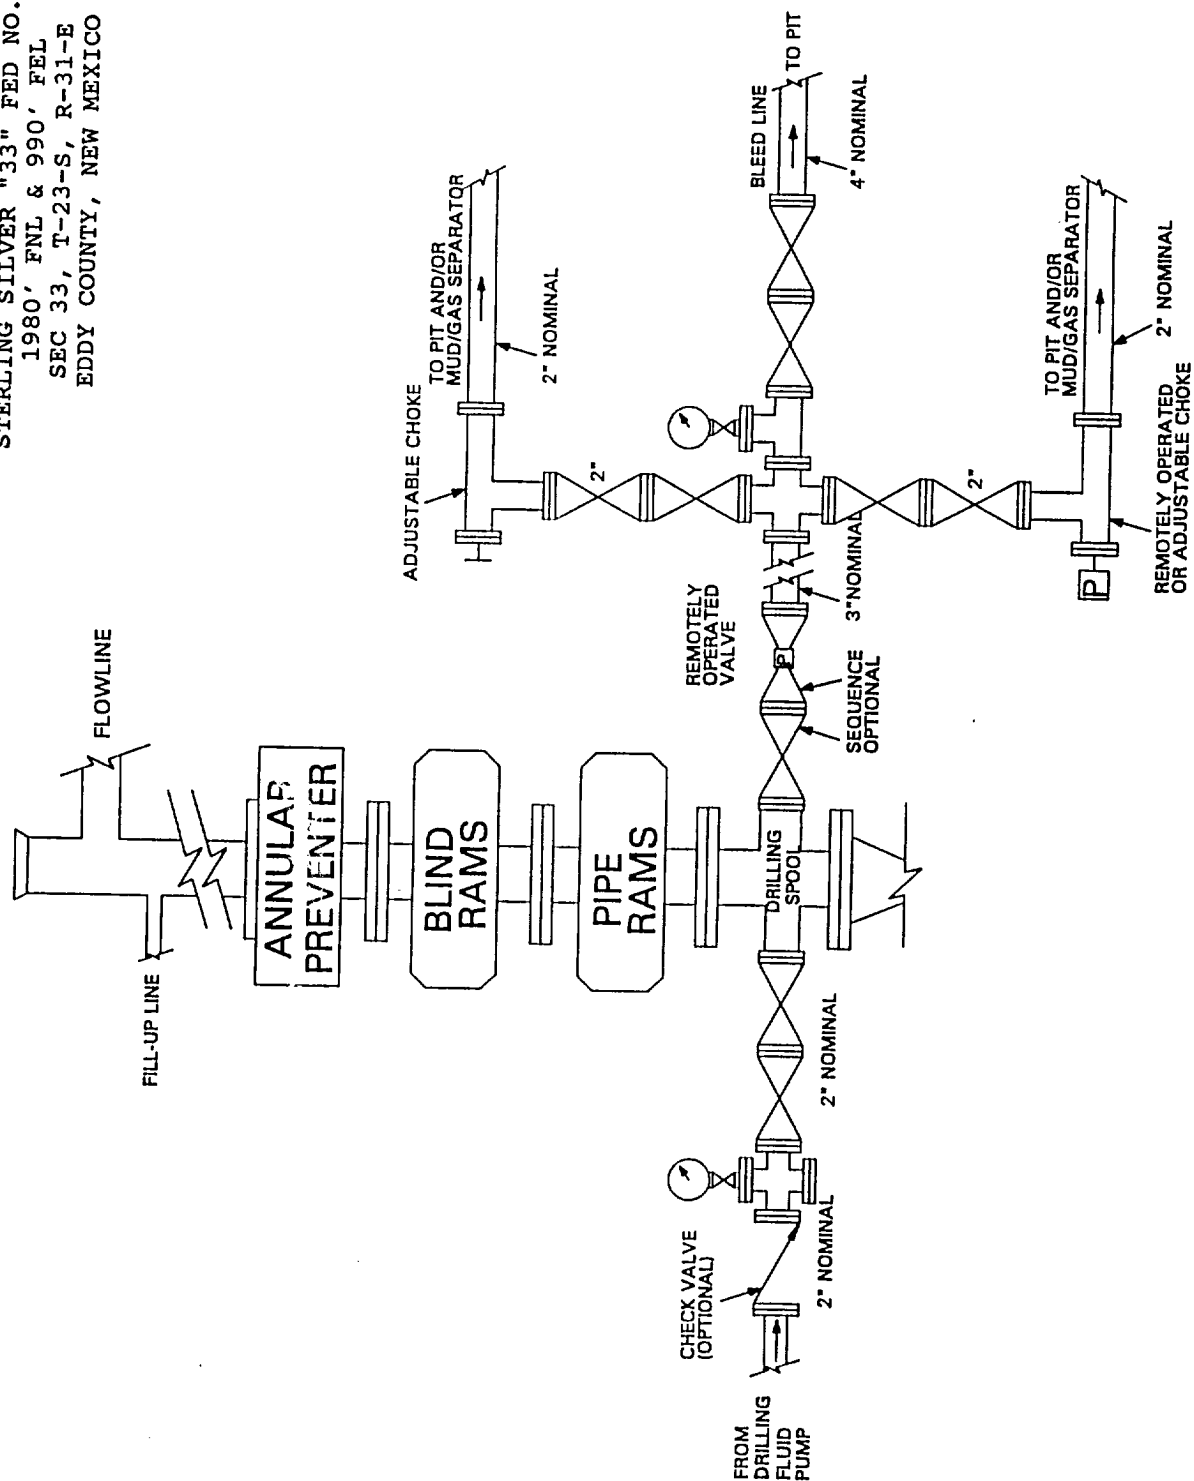 STERLING SILVER "33" FED NO.
1980' FNL & 990' FEL
SEC 33, T-23-S, R-31-E
EDDY COUNTY, NEW MEXICO
FLOWLINE
FILL-UP LINE
ANNULAR
PREVENTER
BLIND
RAMS
PIPE
RAMS
DRILLING
SPOOL
ADJUSTABLE CHOKE
TO PIT AND/OR
MUD/GAS SEPARATOR
2" NOMINAL
2"
REMOTELY
OPERATED
VALVE
P
SEQUENCE
OPTIONAL
3"NOMINAL
BLEED LINE
TO PIT
4" NOMINAL
2"
TO PIT AND/OR
MUD/GAS SEPARATOR
2" NOMINAL
P
REMOTELY OPERATED
OR ADJUSTABLE CHOKE
2" NOMINAL
CHECK VALVE
(OPTIONAL)
2" NOMINAL
FROM
DRILLING
FLUID
PUMP